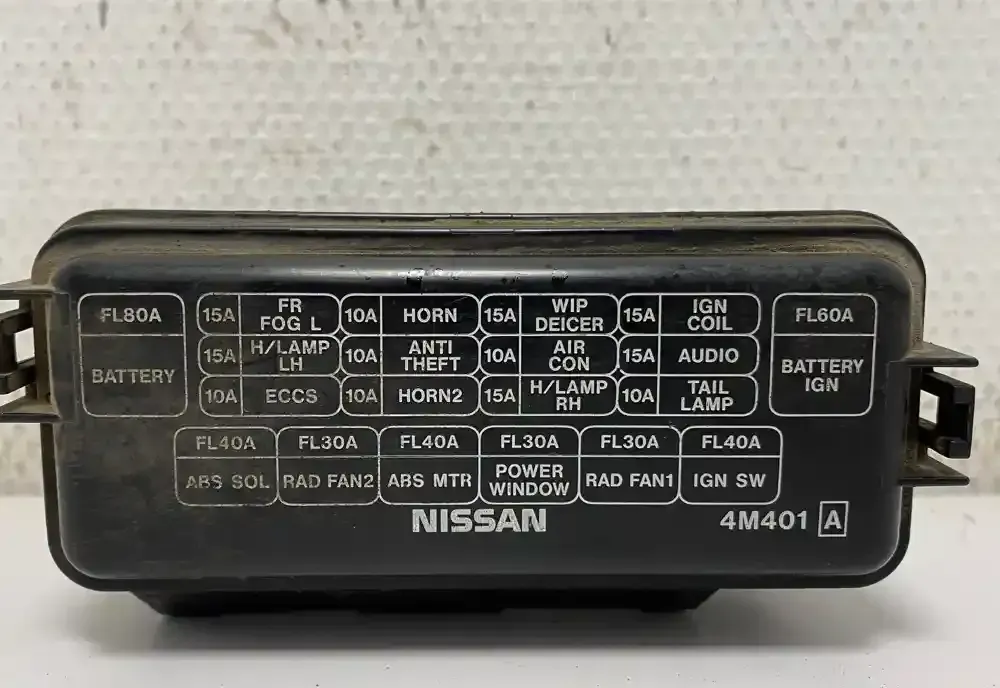 FL80A
BATTERY
15A FR FOG L
10A HORN
15A WIP DEICER
15A IGN COIL
15A H/LAMP LH
10A ANTI THEFT
10A AIR CON
15A AUDIO
10A ECCS
10A HORN2
15A H/LAMP RH
10A TAIL LAMP
FL60A
BATTERY
IGN
FL40A FL30A FL40A FL30A FL30A FL40A
ABS SOL RAD FAN2 ABS MTR POWER WINDOW RAD FAN1 IGN SW
NISSAN
4M401 A